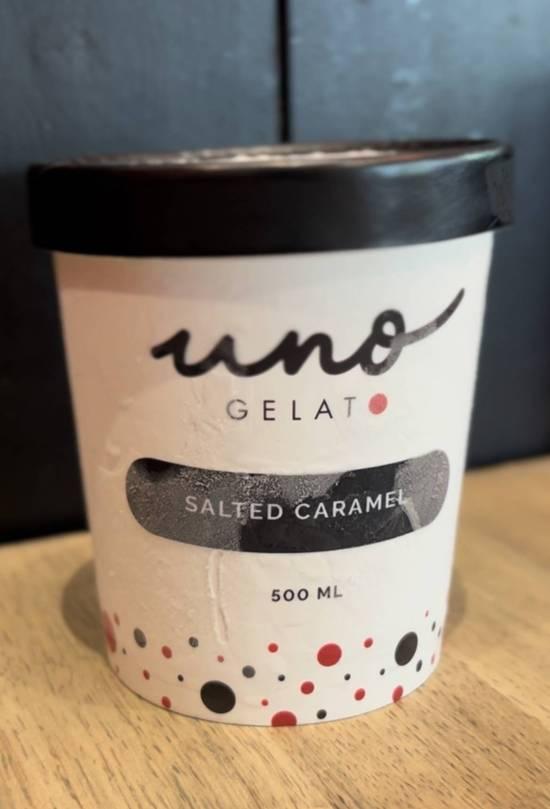 uno
GELATO
SALTED CARAMEL
500 ML